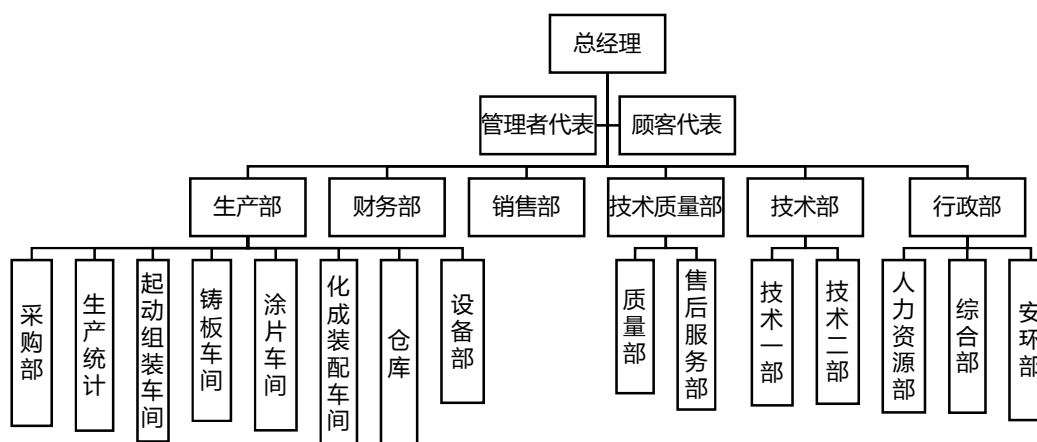 总经理
管理者代表
顾客代表
生产部
财务部
销售部
技术质量部
技术部
行政部
采购部
生产统计
起动组装车间
铸板车间
涂片车间
化成装配车间
仓库
设备部
质量部
售后服务部
技术一部
技术二部
人力资源部
综合部
安环部